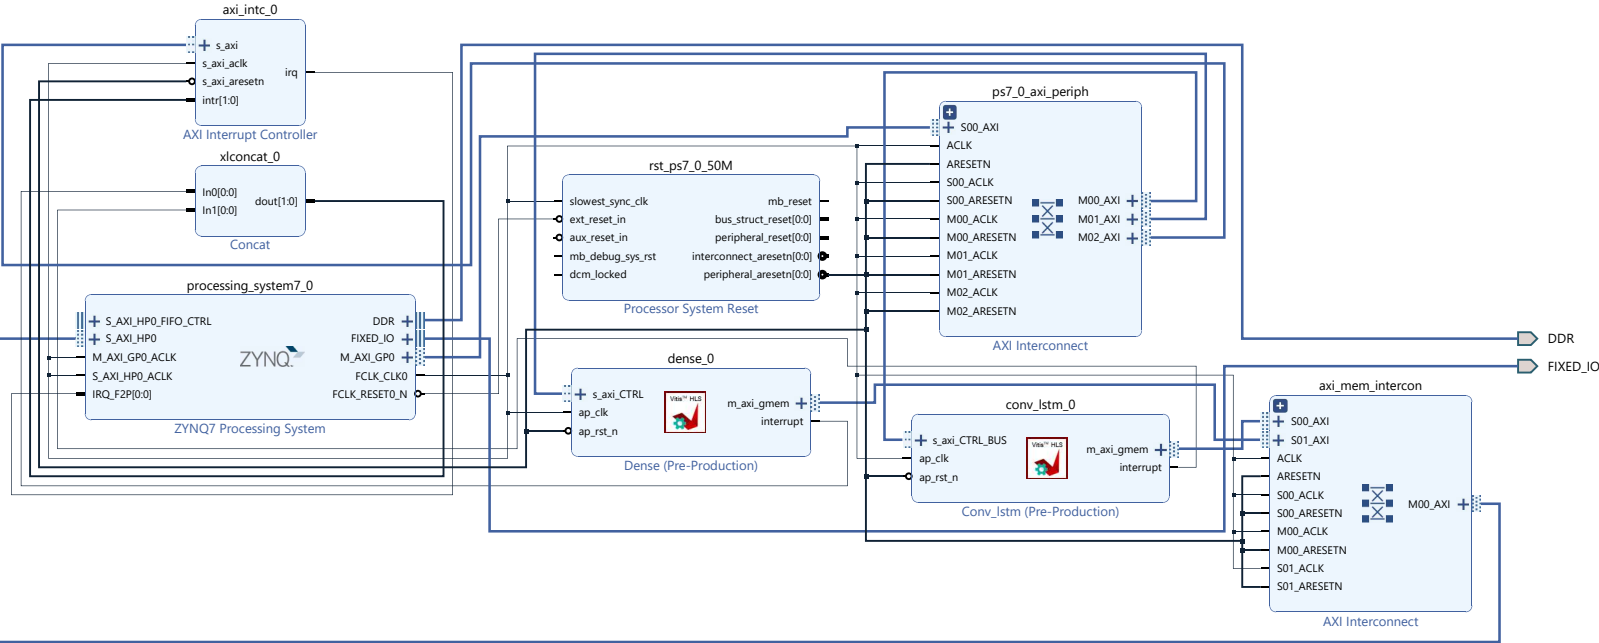 axi_intc_0
s_axi
s_axi_aclk
s_axi_aresetn
intr[1:0]
irq
AXI Interrupt Controller
xlconcat_0
In0[0:0]
In1[0:0]
dout[1:0]
Concat
processing_system7_0
S_AXI_HP0_FIFO_CTRL
S_AXI_HP0
M_AXI_GP0_ACLK
S_AXI_HP0_ACLK
IRQ_F2P[0:0]
ZYNQ
DDR
FIXED_IO
M_AXI_GP0
FCLK_CLK0
FCLK_RESET0_N
ZYNQ7 Processing System
rst_ps7_0_50M
slowest_sync_clk
ext_reset_in
aux_reset_in
mb_debug_sys_rst
dcm_locked
mb_reset
bus_struct_reset[0:0]
peripheral_reset[0:0]
interconnect_aresetn[0:0]
peripheral_aresetn[0:0]
Processor System Reset
dense_0
s_axi_CTRL
ap_clk
ap_rst_n
Vitis™ HLS
m_axi_gmem
interrupt
Dense (Pre-Production)
ps7_0_axi_periph
S00_AXI
ACLK
ARESETN
S00_ACLK
S00_ARESETN
M00_ACLK
M00_ARESETN
M01_ACLK
M01_ARESETN
M02_ACLK
M02_ARESETN
M00_AXI
M01_AXI
M02_AXI
AXI Interconnect
conv_lstm_0
s_axi_CTRL_BUS
ap_clk
ap_rst_n
Vitis™ HLS
m_axi_gmem
interrupt
Conv_lstm (Pre-Production)
axi_mem_intercon
S00_AXI
S01_AXI
ACLK
ARESETN
S00_ACLK
S00_ARESETN
M00_ACLK
M00_ARESETN
S01_ACLK
S01_ARESETN
M00_AXI
AXI Interconnect
DDR
FIXED_IO